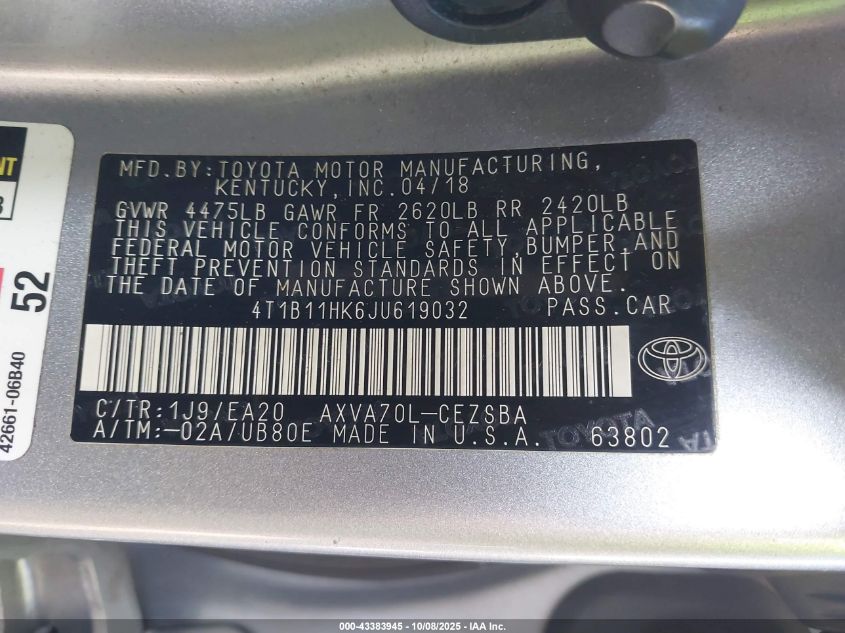 MFD.BY:TOYOTA MOTOR MANUFACTURING,
KENTUCKY,INC.04/18
GVWR 4475LB GAWR FR 2620LB RR 2420LB
THIS VEHICLE CONFORMS TO ALL APPLICABLE
FEDERAL MOTOR VEHICLE SAFETY,BUMPER,AND
THEFT PREVENTION STANDARDS IN EFFECT ON
THE DATE OF MANUFACTURE SHOWN ABOVE.
4T1B11HK6JU619032 PASS.CAR
C/TR:1J9/EA20 AXVA70L-CEZSBA
A/TM:-02A/UB80E MADE IN U.S.A. 63802
TOYOTA
52
42661-06B40
000-43383945 - 10/08/2025 - IAA Inc.